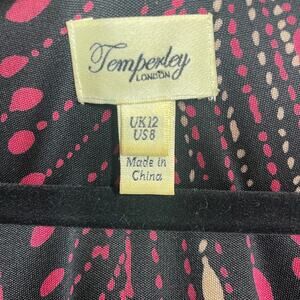 Temperley
LONDON
UK12
US8
Made in
China